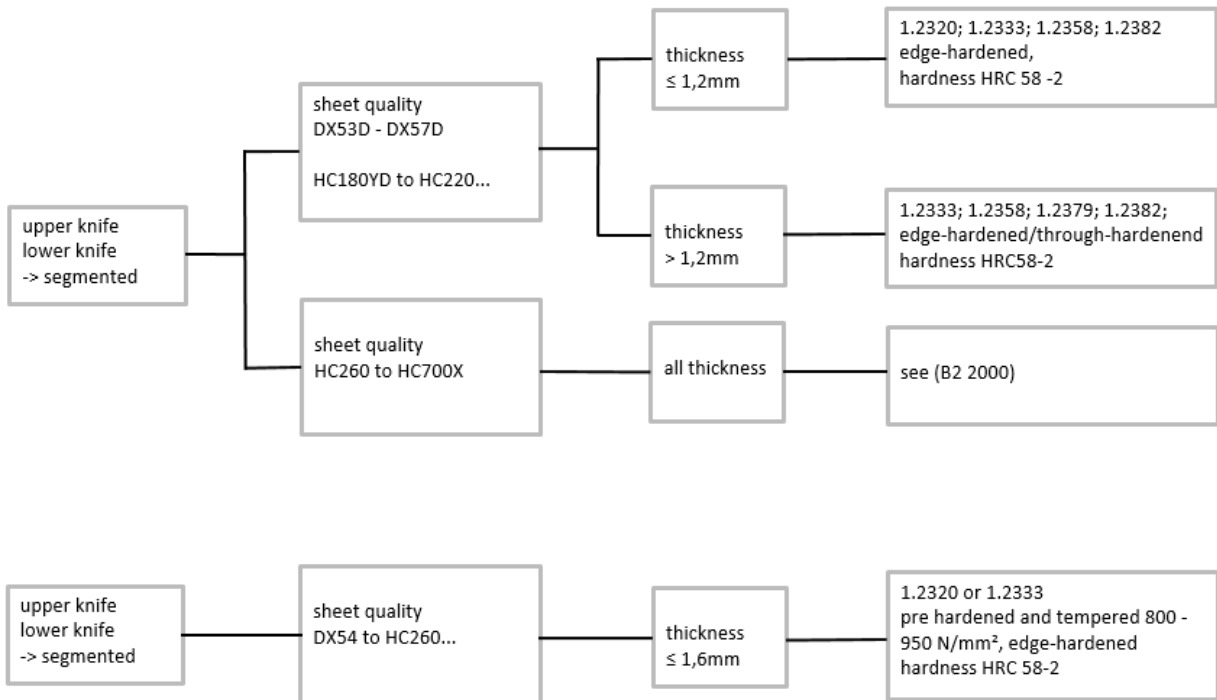 upper knife
lower knife
-> segmented
sheet quality
DX53D - DX57D
HC180YD to HC220...
thickness
≤ 1,2mm
1.2320; 1.2333; 1.2358; 1.2382
edge-hardened,
hardness HRC 58 -2
thickness
> 1,2mm
1.2333; 1.2358; 1.2379; 1.2382;
edge-hardened/through-hardenend
hardness HRC58-2
sheet quality
HC260 to HC700X
all thickness
see (B2 2000)
upper knife
lower knife
-> segmented
sheet quality
DX54 to HC260...
thickness
≤ 1,6mm
1.2320 or 1.2333
pre hardened and tempered 800 -
950 N/mm², edge-hardened
hardness HRC 58-2